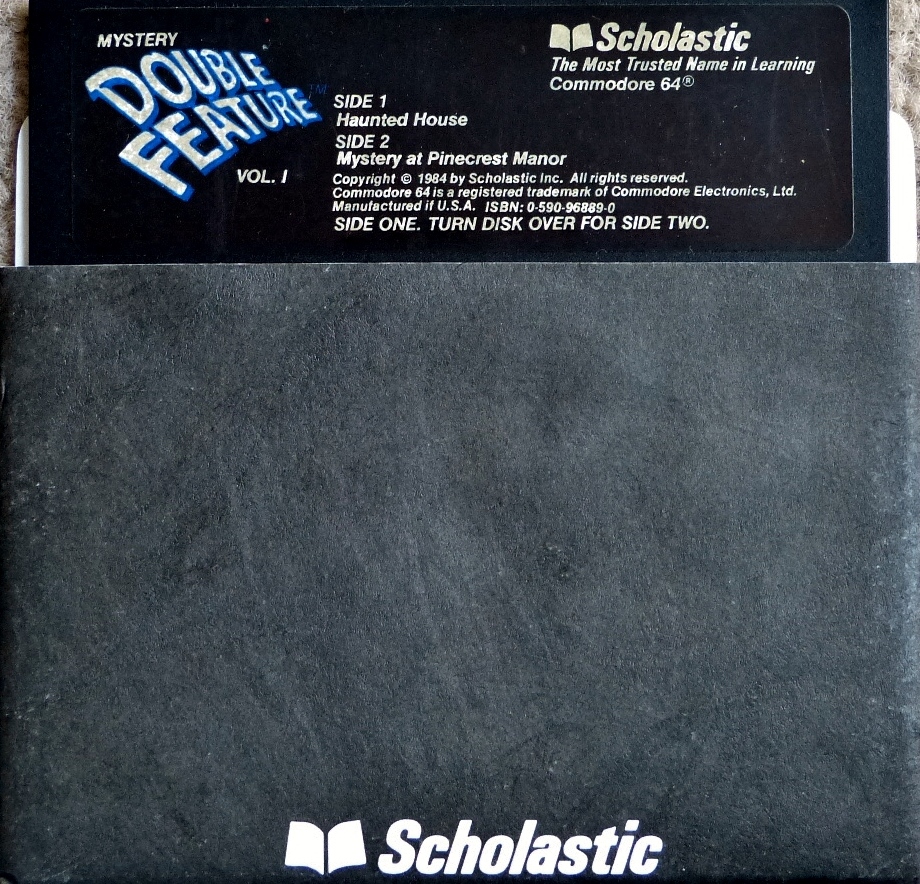 MYSTERY
DOUBLE
FEATURE™
VOL. I
Scholastic
The Most Trusted Name in Learning
Commodore 64®
SIDE 1
Haunted House
SIDE 2
Mystery at Pinecrest Manor
Copyright © 1984 by Scholastic Inc. All rights reserved.
Commodore 64 is a registered trademark of Commodore Electronics, Ltd.
Manufactured if U.S.A. ISBN: 0-590-96889-0
SIDE ONE. TURN DISK OVER FOR SIDE TWO.
Scholastic